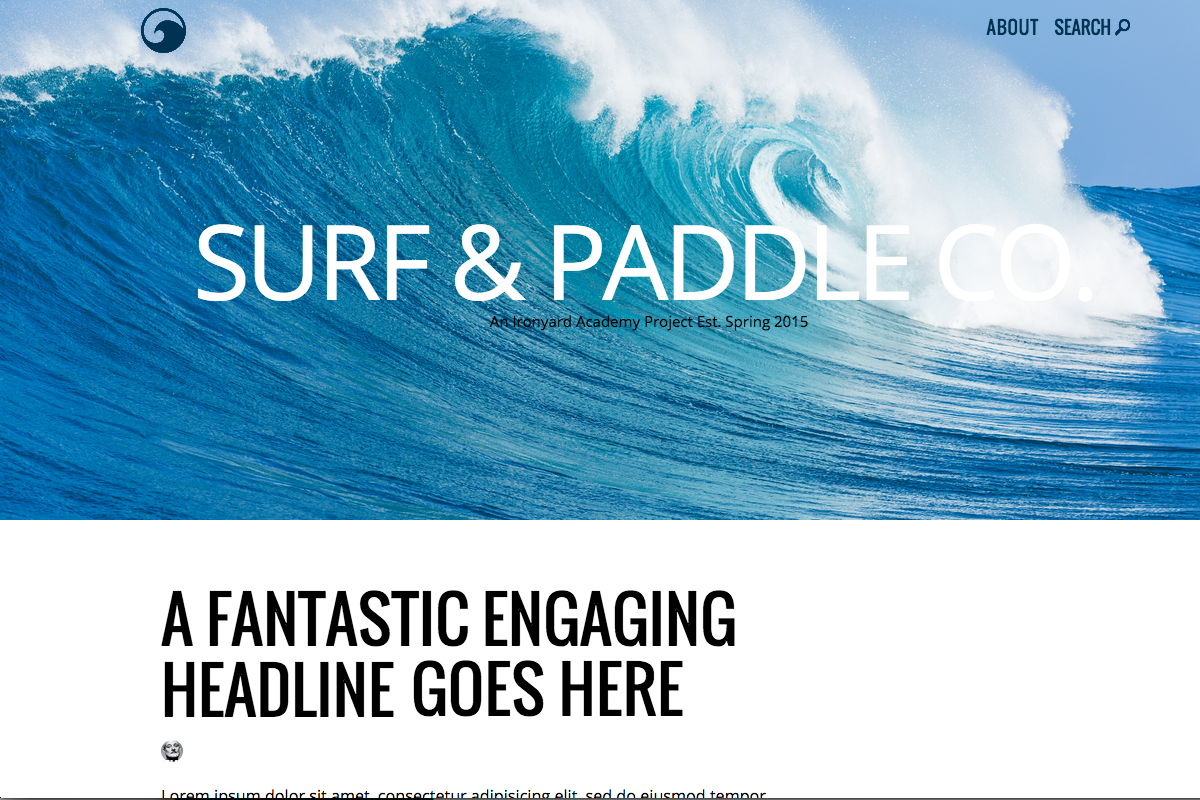 ABOUT SEARCH
SURF & PADDLE CO.
An Ironyard Academy Project Est. Spring 2015
A FANTASTIC ENGAGING
HEADLINE GOES HERE
Lorem ipsum dolor sit amet, consectetur adipisicing elit, sed do eiusmod tempor